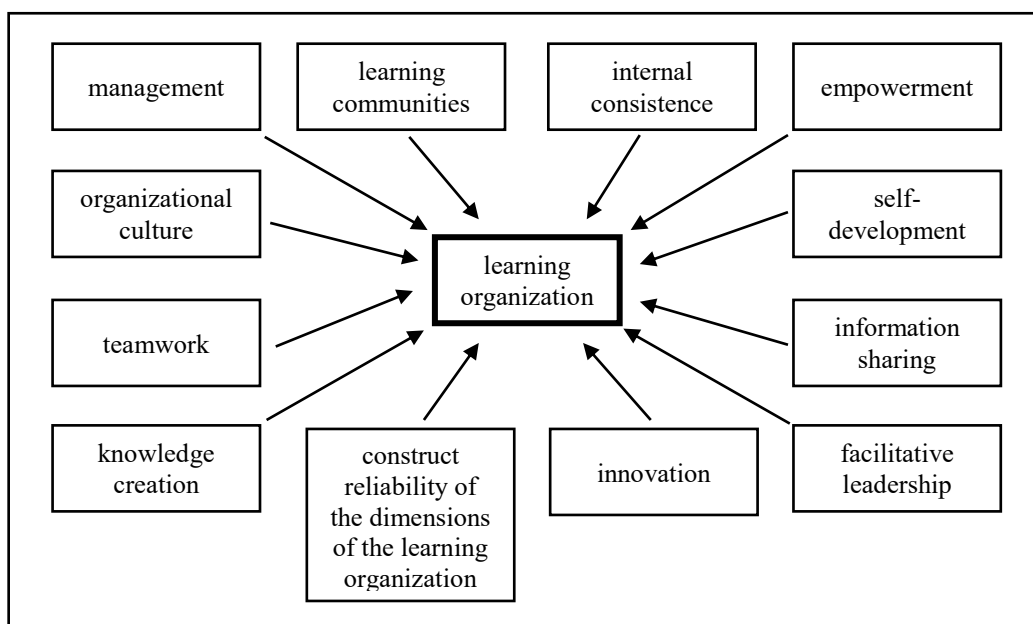 management
learning
communities
internal
consistence
empowerment
organizational
culture
self-
development
learning
organization
teamwork
information
sharing
knowledge
creation
construct
reliability of
the dimensions
of the learning
organization
innovation
facilitative
leadership